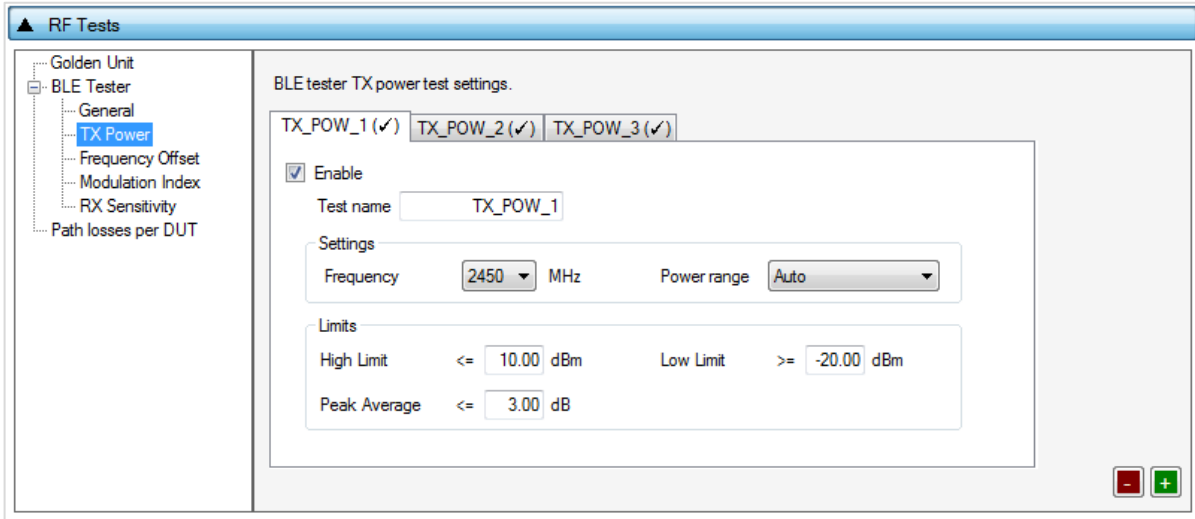 ▲ RF Tests
Golden Unit
BLE Tester
General
TX Power
Frequency Offset
Modulation Index
RX Sensitivity
Path losses per DUT
BLE tester TX power test settings.
TX_POW_1 (✓) TX_POW_2 (✓) TX_POW_3 (✓)
Enable
Test name TX_POW_1
Settings
Frequency 2450 MHz Power range Auto
Limits
High Limit <= 10.00 dBm Low Limit >= -20.00 dBm
Peak Average <= 3.00 dB
- +